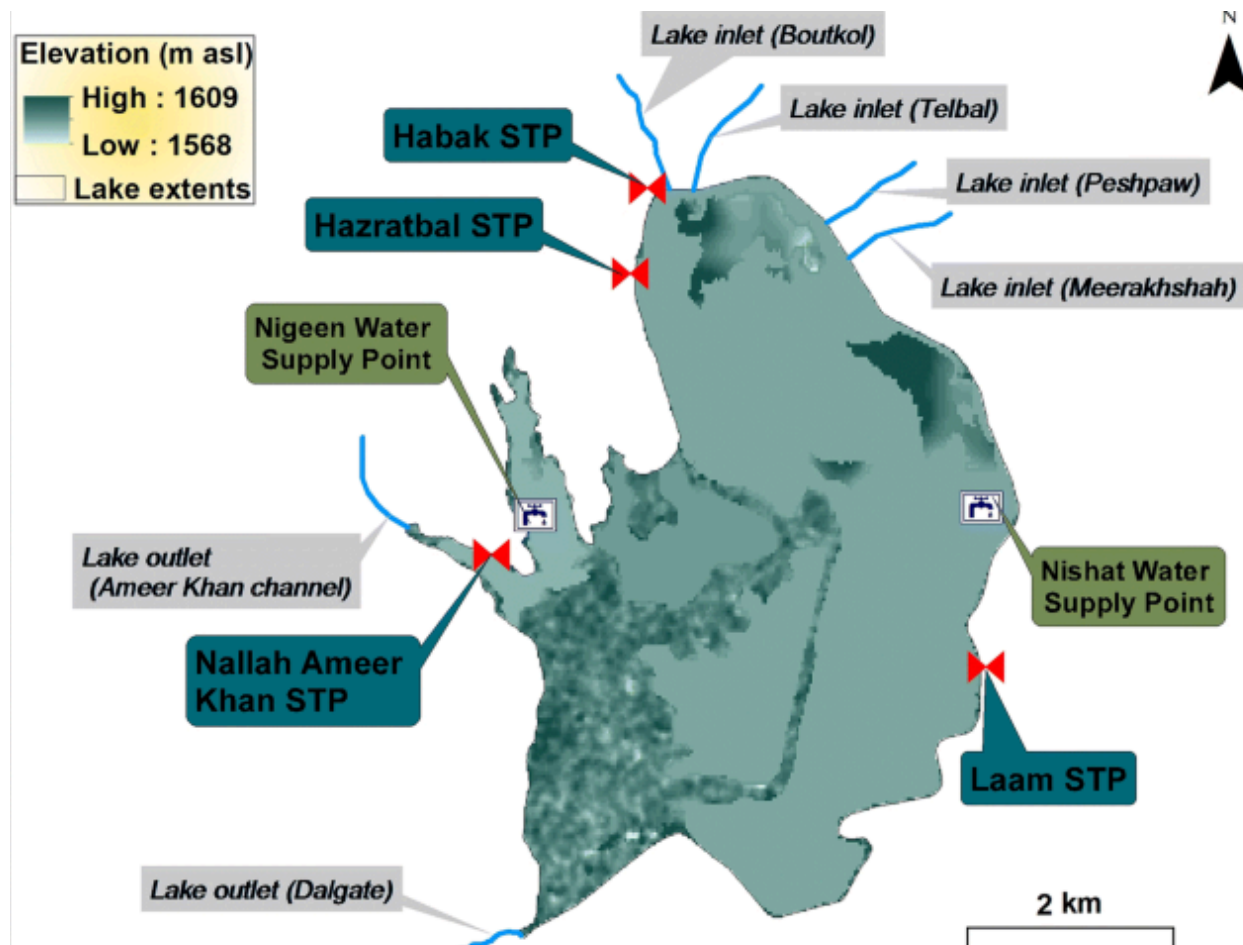 Elevation (m asl)
High : 1609
Low : 1568
Lake extents
Lake inlet (Boutkol)
N
Lake inlet (Telbal)
Habak STP
Lake inlet (Peshpaw)
Hazratbal STP
Lake inlet (Meerakhshah)
Nigeen Water
Supply Point
Lake outlet
(Ameer Khan channel)
Nishat Water
Supply Point
Nallah Ameer
Khan STP
Laam STP
Lake outlet (Dalgate)
2 km